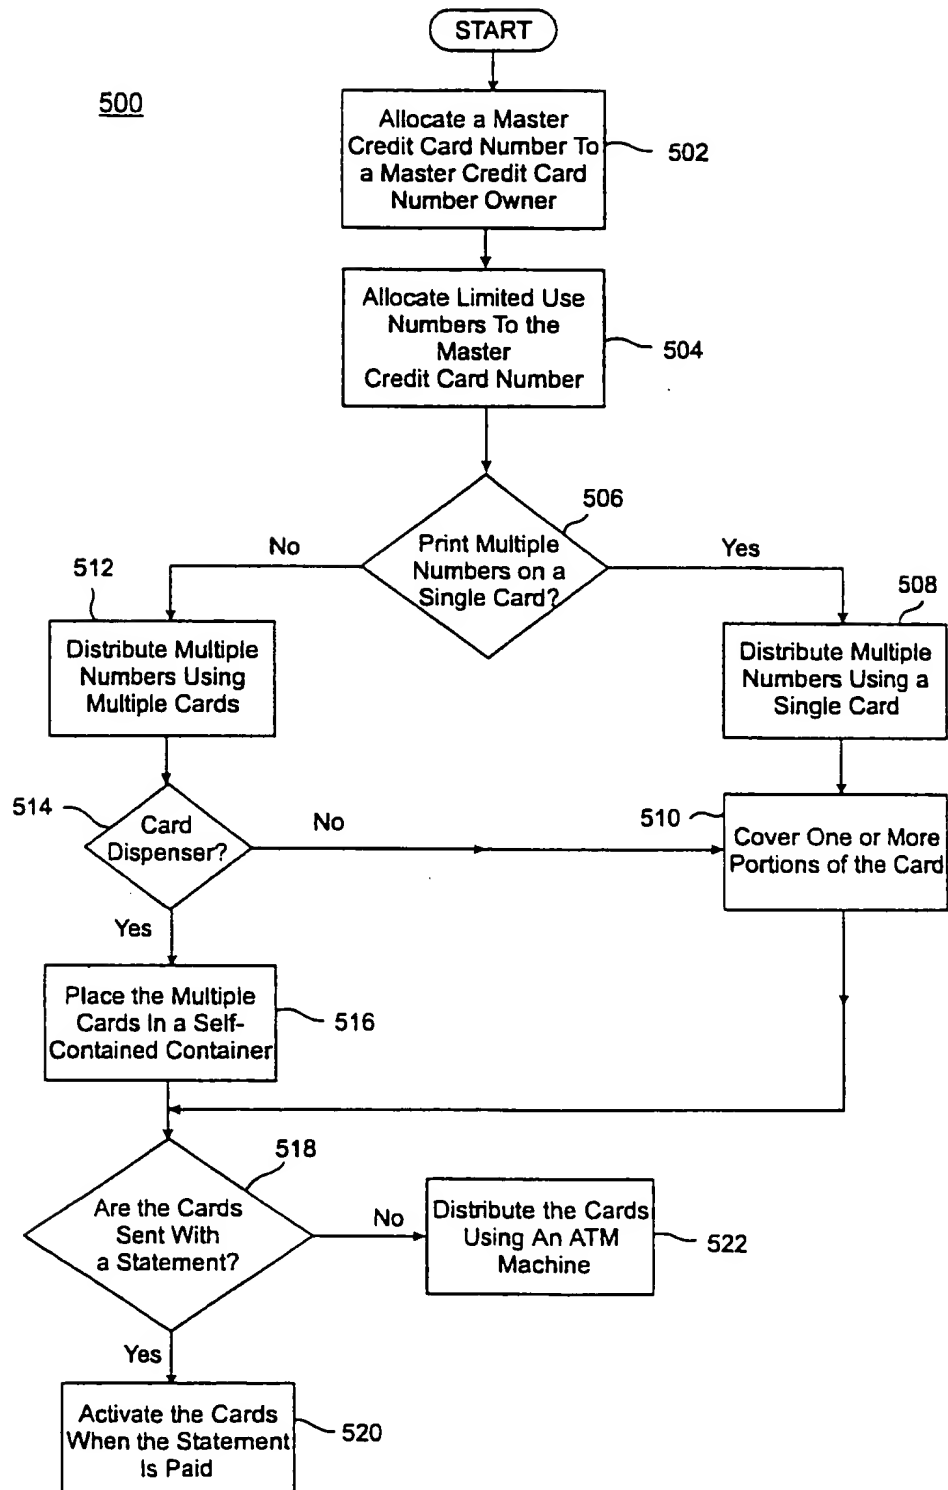 START
500
Allocate a Master
Credit Card Number To
a Master Credit Card
Number Owner
502
Allocate Limited Use
Numbers To the
Master
Credit Card Number
504
506
Print Multiple
Numbers on a
Single Card?
No
Yes
512
508
Distribute Multiple
Numbers Using
Multiple Cards
Distribute Multiple
Numbers Using a
Single Card
514
Card
Dispenser?
No
510
Cover One or More
Portions of the Card
Yes
Place the Multiple
Cards In a Self-
Contained Container
516
518
Are the Cards
Sent With
a Statement?
No
Distribute the Cards
Using An ATM
Machine
522
Yes
Activate the Cards
When the Statement
Is Paid
520